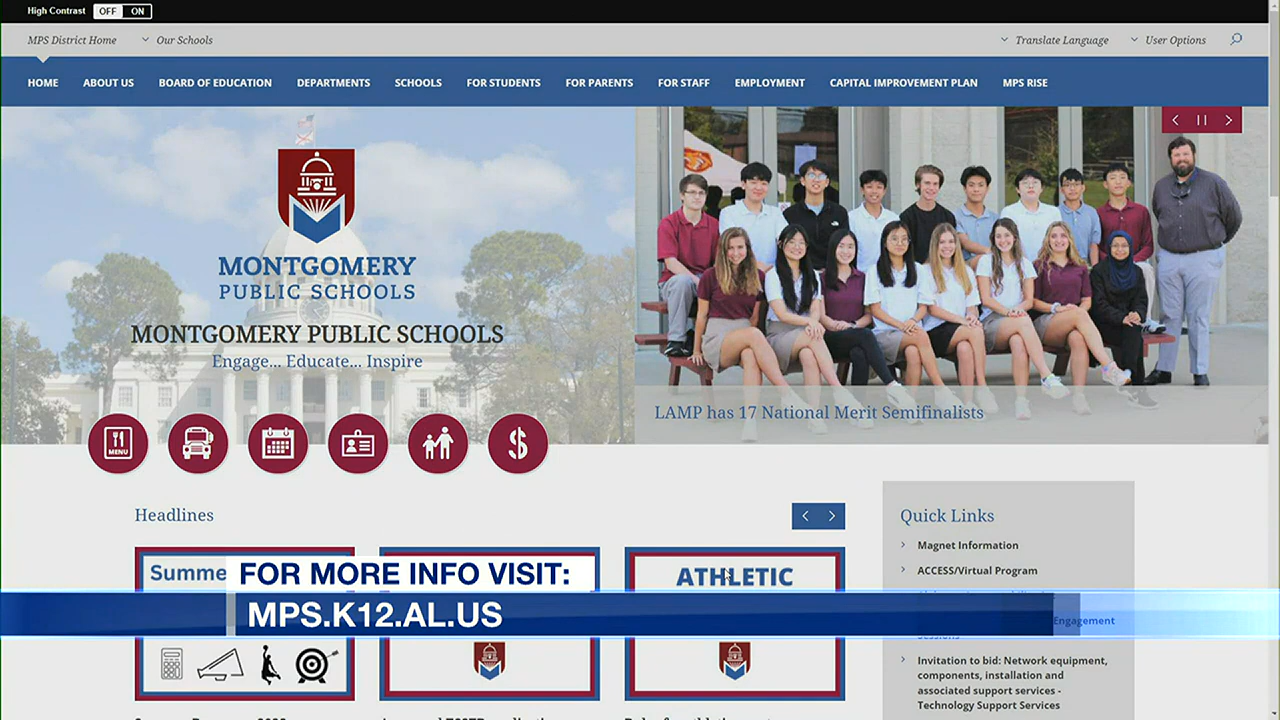 High Contrast OFF ON
MPS District Home Our Schools Translate Language User Options
HOME ABOUT US BOARD OF EDUCATION DEPARTMENTS SCHOOLS FOR STUDENTS FOR PARENTS FOR STAFF EMPLOYMENT CAPITAL IMPROVEMENT PLAN MPS RISE
MONTGOMERY
PUBLIC SCHOOLS
MONTGOMERY PUBLIC SCHOOLS
Engage... Educate... Inspire
LAMP has 17 National Merit Semifinalists
MENU
Headlines
Quick Links
Magnet Information
ACCESS/Virtual Program
Engagement
Sessions
Invitation to bid: Network equipment,
components, installation and
associated support services -
Technology Support Services
Summe
ATHLETIC
FOR MORE INFO VISIT:
MPS.K12.AL.US